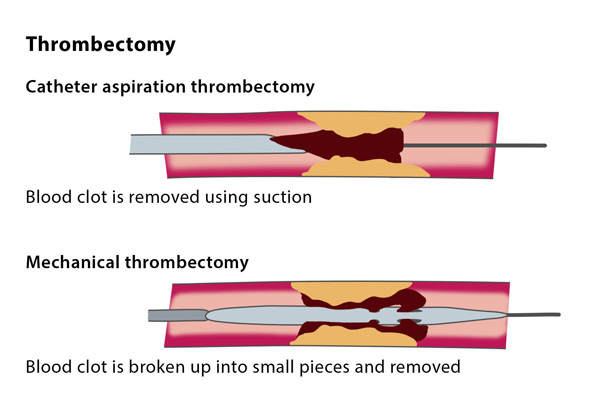 Thrombectomy
Catheter aspiration thrombectomy
Blood clot is removed using suction
Mechanical thrombectomy
Blood clot is broken up into small pieces and removed